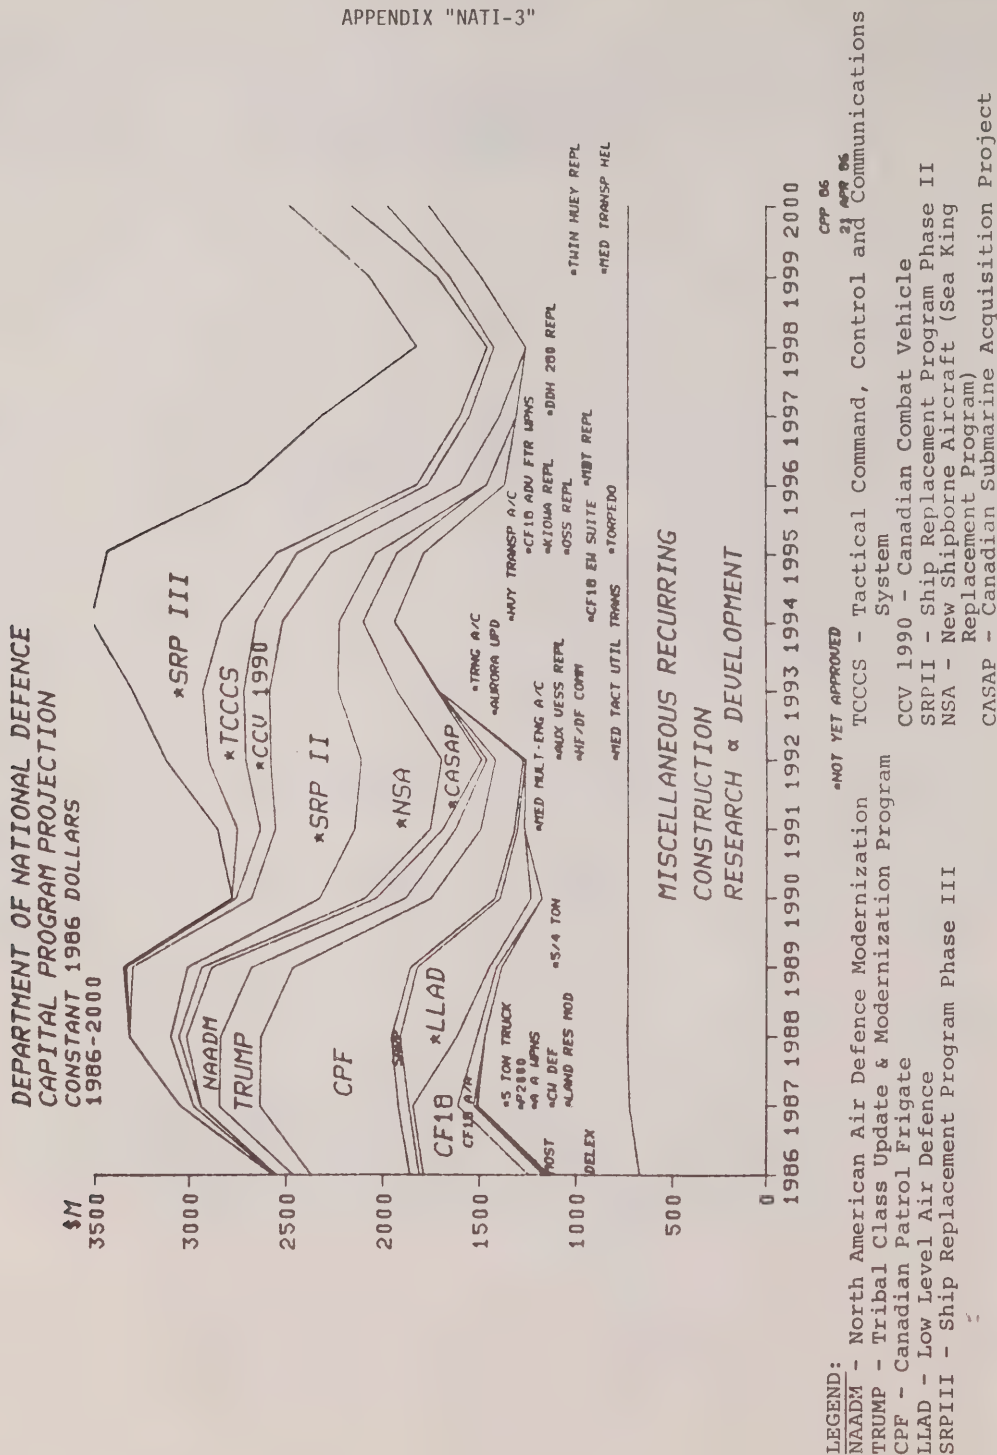 APPENDIX "NATI-3"
DEPARTMENT OF NATIONAL DEFENCE
CAPITAL PROGRAM PROJECTION
CONSTANT 1986 DOLLARS
1986-2000
$M
3500
3000
2500
2000
1500
1000
500
0
*SRP III
*TCCCS
*CCV 1990
*SRP II
*NSA
*CASAP
NAADM
TRUMP
CPF
SARP
*LLAD
CF18
CF18 A/A
*5 TON TRUCK
*P2000
*A A WPNS
*CW DEF
*LAND RES MOD
*5/4 TON
MOST
DELEX
*MED MULT-ENG A/C
*AUX VESS REPL
*HF/DF COMM
*MED TACT UTIL TRANS
*TRNG A/C
*AURORA UPD
*HVY TRANSP A/C
*CF18 ADV FTR WPNS
*KIOWA REPL
*OSS REPL
*CF18 EW SUITE *MBT REPL
*TORPEDO
*DDH 280 REPL
*TWIN HUEY REPL
*MED TRANSP HEL
MISCELLANEOUS RECURRING
CONSTRUCTION
RESEARCH & DEVELOPMENT
1986 1987 1988 1989 1990 1991 1992 1993 1994 1995 1996 1997 1998 1999 2000
CPP 86
21 APR 86
*NOT YET APPROVED
LEGEND:
NAADM - North American Air Defence Modernization
TRUMP - Tribal Class Update & Modernization Program
CPF - Canadian Patrol Frigate
LLAD - Low Level Air Defence
SRPIII - Ship Replacement Program Phase III
TCCCS - Tactical Command, Control and Communications
System
CCV 1990 - Canadian Combat Vehicle
SRPII - Ship Replacement Program Phase II
NSA - New Shipborne Aircraft (Sea King
Replacement Program)
CASAP - Canadian Submarine Acquisition Project